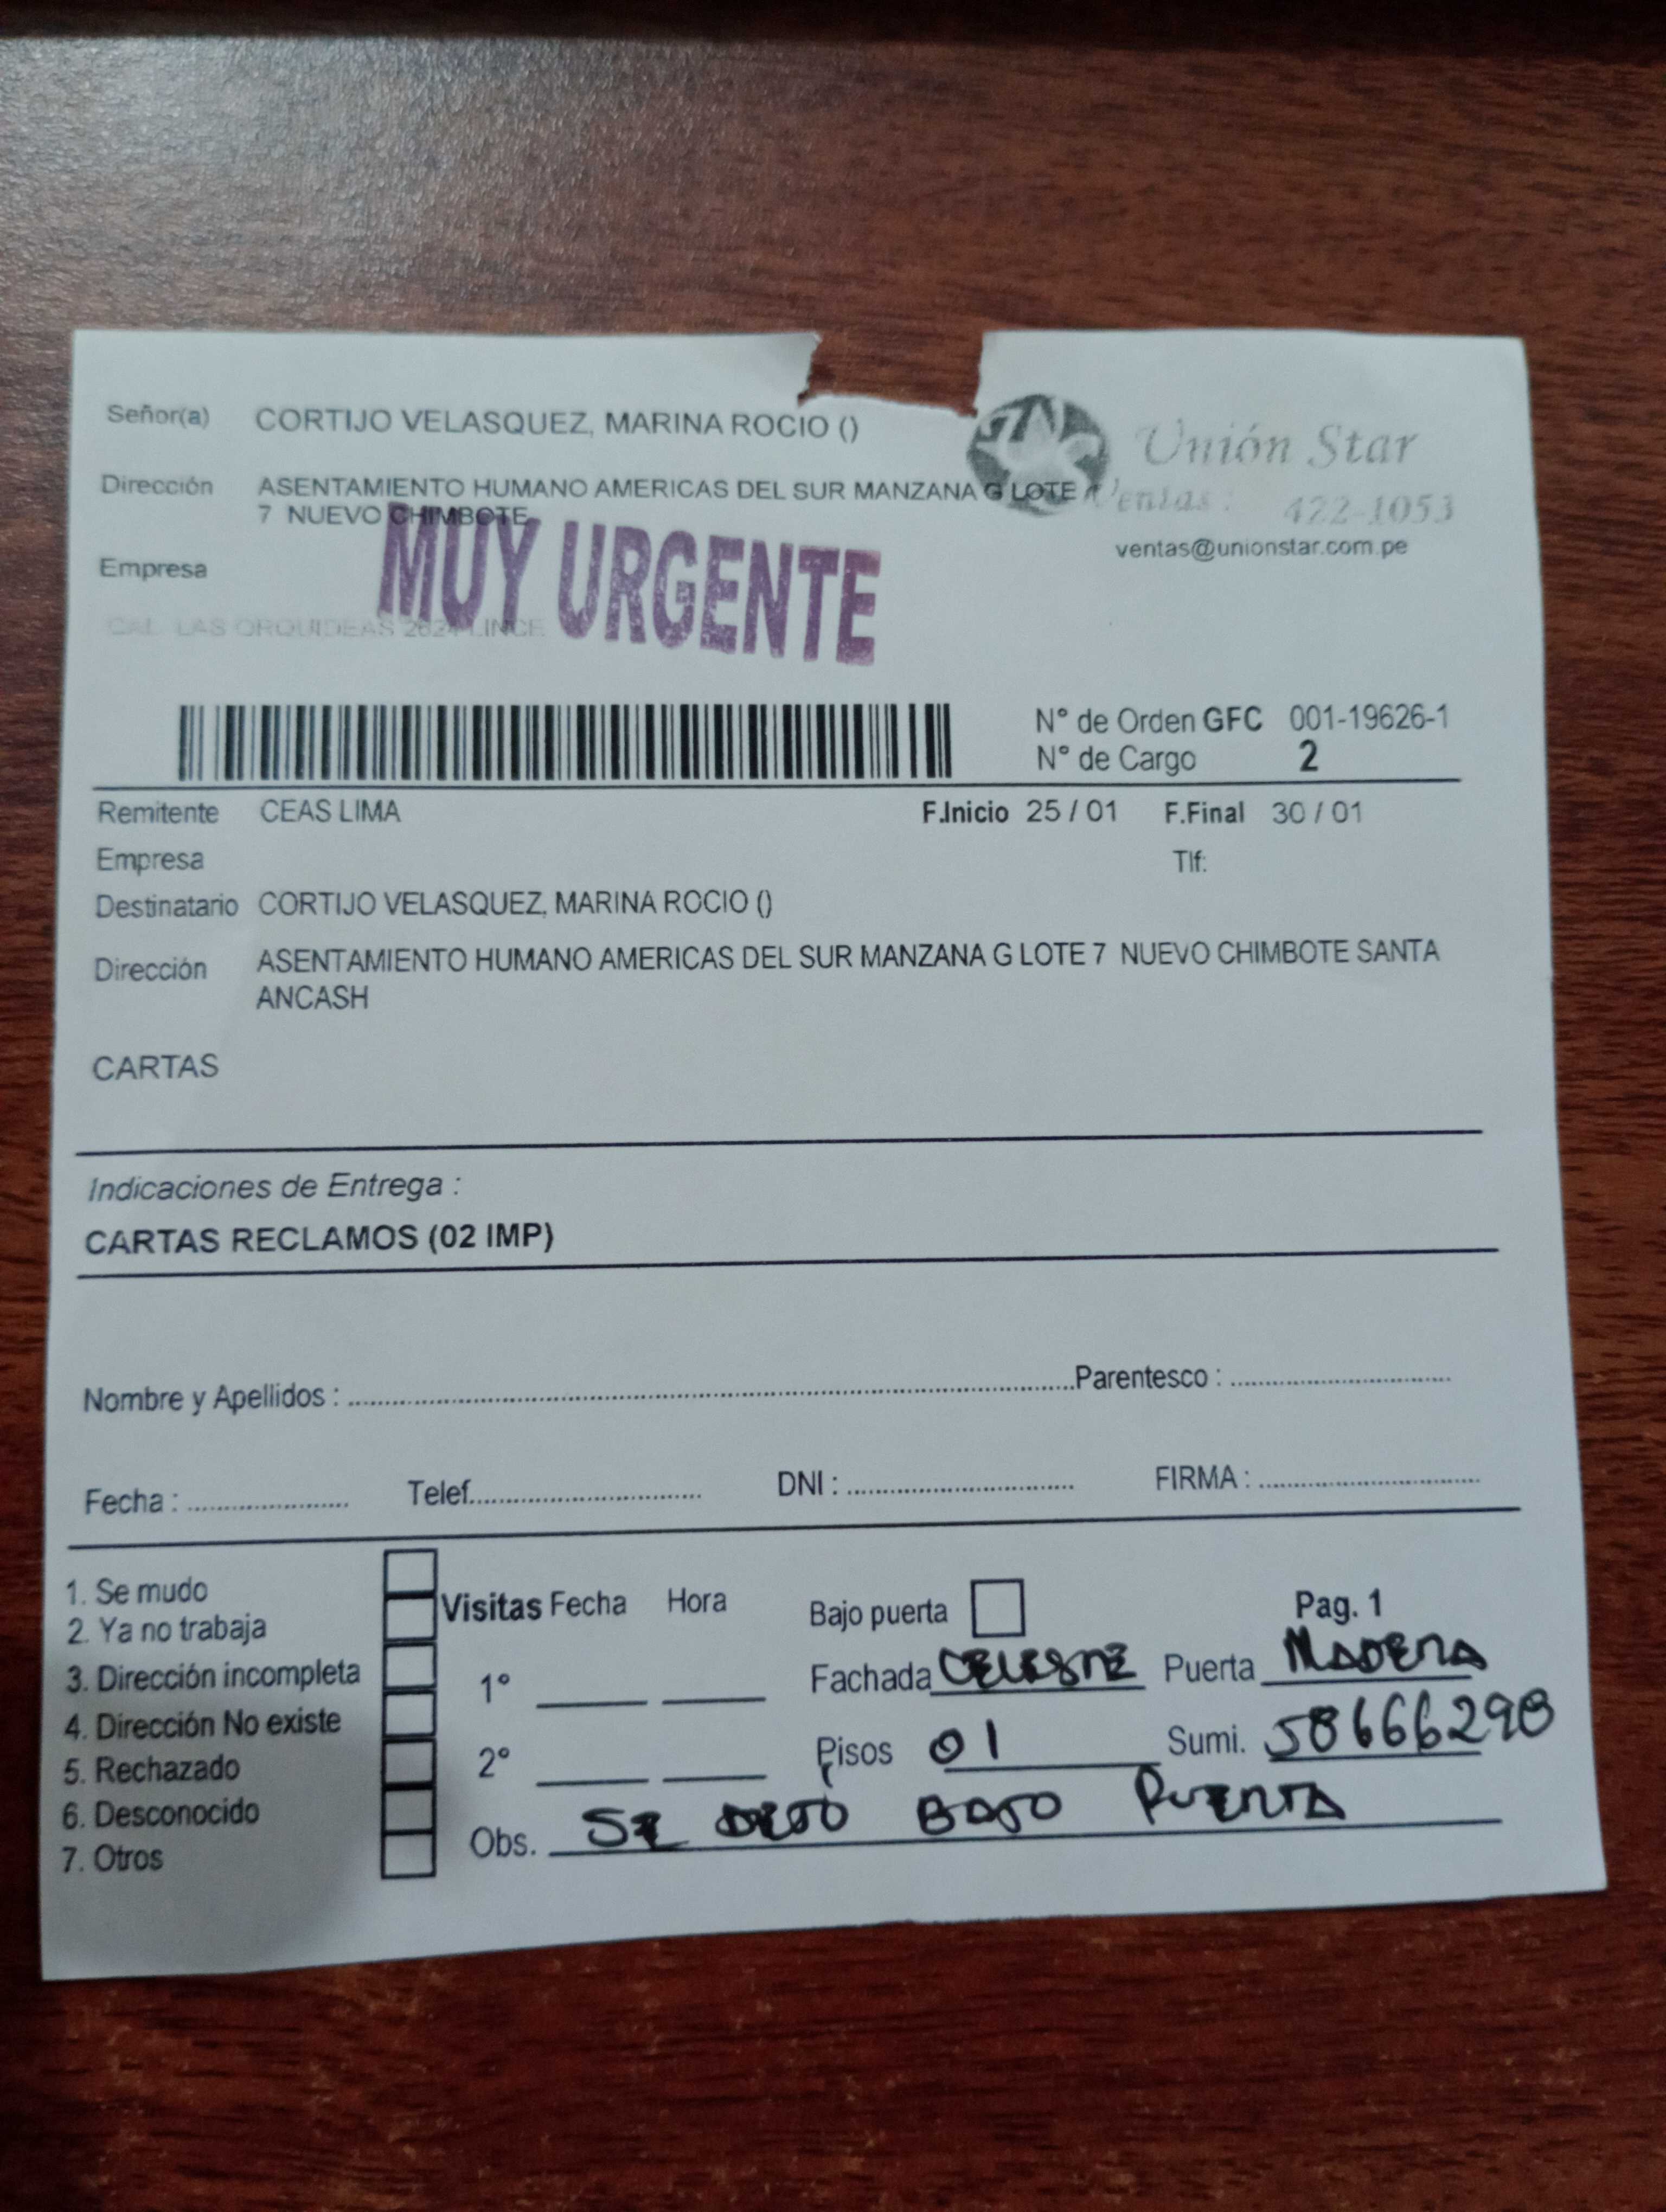 Señor(a) CORTIJO VELASQUEZ, MARINA ROCIO ()
Unión Star
Dirección ASENTAMIENTO HUMANO AMERICAS DEL SUR MANZANA G LOTE
7 NUEVO CHIMBOTE
Ventas: 422-1053
ventas@unionstar.com.pe
Empresa
MUY URGENTE
CAL. LAS ORQUIDEAS 2624 LINCE
N° de Orden GFC 001-19626-1
N° de Cargo 2
Remitente CEAS LIMA F.Inicio 25 / 01 F.Final 30 / 01
Empresa Tlf:
Destinatario CORTIJO VELASQUEZ, MARINA ROCIO ()
Dirección ASENTAMIENTO HUMANO AMERICAS DEL SUR MANZANA G LOTE 7 NUEVO CHIMBOTE SANTA
ANCASH
CARTAS
Indicaciones de Entrega :
CARTAS RECLAMOS (02 IMP)
Nombre y Apellidos : Parentesco :
Fecha : Telef. DNI : FIRMA :
1. Se mudo
2. Ya no trabaja
3. Dirección incompleta
4. Dirección No existe
5. Rechazado
6. Desconocido
7. Otros
Visitas Fecha Hora
1°
2°
Bajo puerta Pag. 1
Fachada CELESTE Puerta MADERA
Pisos 01 Sumi. 58666298
Obs. SE DEJO BAJO PUERTA